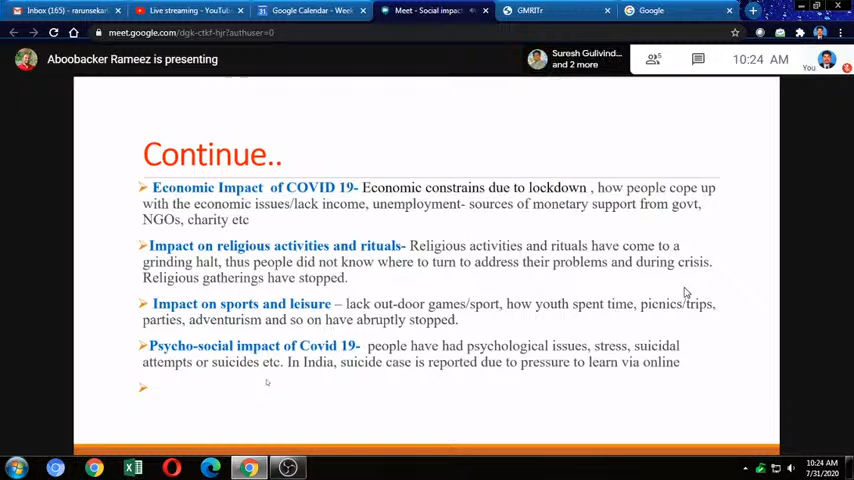 Inbox (165) - rarunsekar
Live streaming - YouTube
Google Calendar - Week
Meet - Social impact
GMRITr
Google
meet.google.com/dgk-ctkf-hjr?authuser=0
Aboobacker Rameez is presenting
Suresh Gulivind...
and 2 more
5
10:24 AM
You
Continue..
Economic Impact of COVID 19- Economic constrains due to lockdown , how people cope up
with the economic issues/lack income, unemployment- sources of monetary support from govt,
NGOs, charity etc
Impact on religious activities and rituals- Religious activities and rituals have come to a
grinding halt, thus people did not know where to turn to address their problems and during crisis.
Religious gatherings have stopped.
Impact on sports and leisure – lack out-door games/sport, how youth spent time, picnics/trips,
parties, adventurism and so on have abruptly stopped.
Psycho-social impact of Covid 19- people have had psychological issues, stress, suicidal
attempts or suicides etc. In India, suicide case is reported due to pressure to learn via online
10:24 AM
7/31/2020